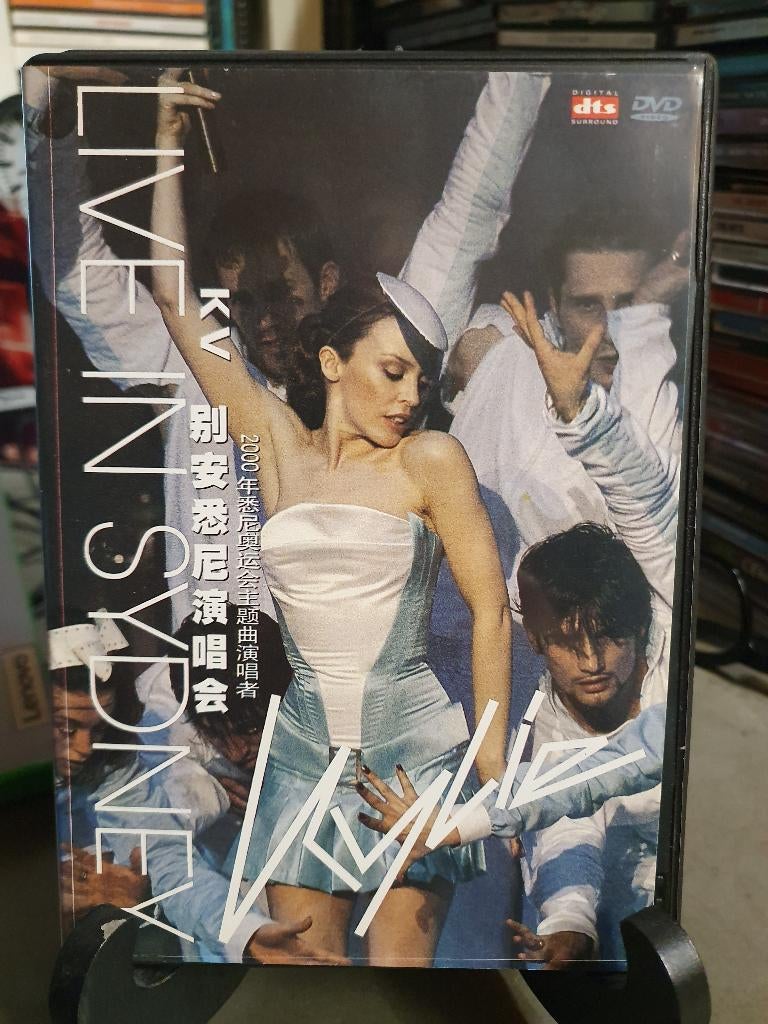 DIGITAL
dts
SURROUND
DVD
VIDEO
LIVE IN SYDNEY
KV
别安悉尼演唱会
2000年悉尼奥运会主题曲演唱者
Kylie